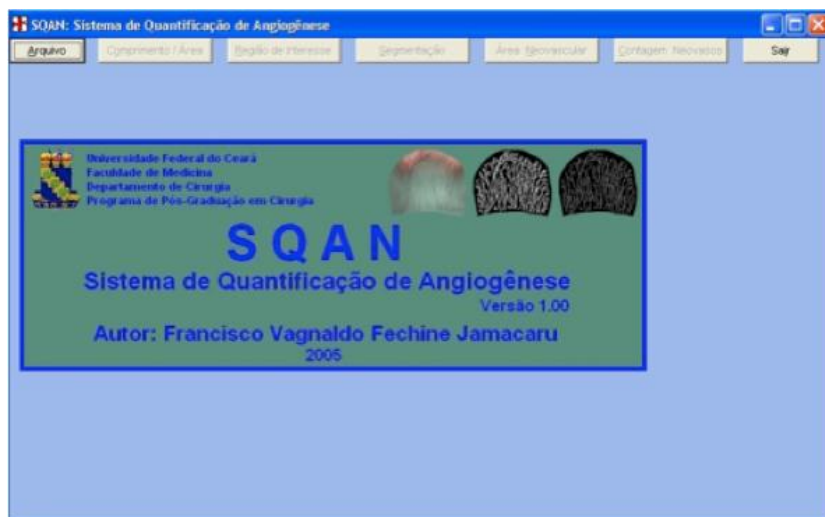 SQAN: Sistema de Quantificação de Angiogênese
Arquivo
Comprimento / Área
Região de Interesse
Segmentação
Área Neovascular
Contagem Neovasos
Sair
Universidade Federal do Ceará
Faculdade de Medicina
Departamento de Cirurgia
Programa de Pós-Graduação em Cirurgia
S Q A N
Sistema de Quantificação de Angiogênese
Versão 1.00
Autor: Francisco Vagnaldo Fechine Jamacaru
2005